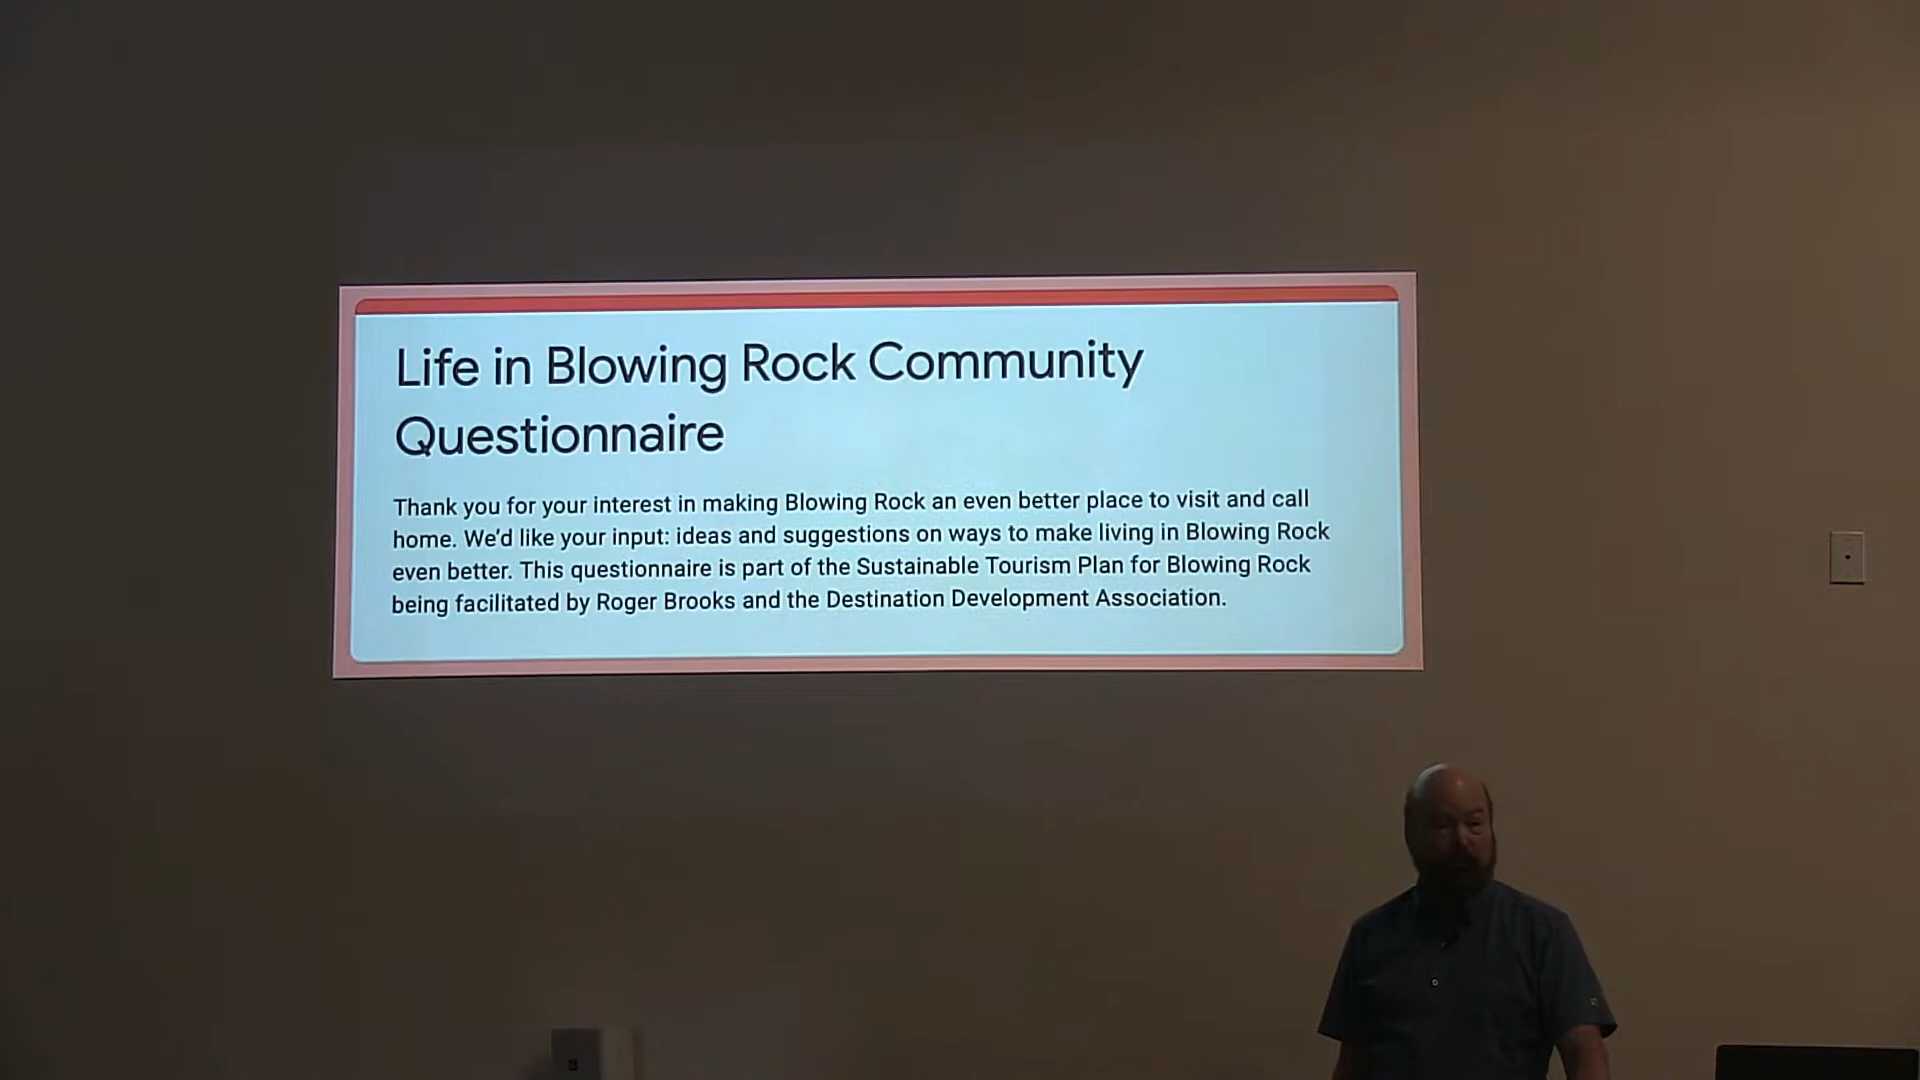 Life in Blowing Rock Community
Questionnaire
Thank you for your interest in making Blowing Rock an even better place to visit and call
home. We'd like your input: ideas and suggestions on ways to make living in Blowing Rock
even better. This questionnaire is part of the Sustainable Tourism Plan for Blowing Rock
being facilitated by Roger Brooks and the Destination Development Association.